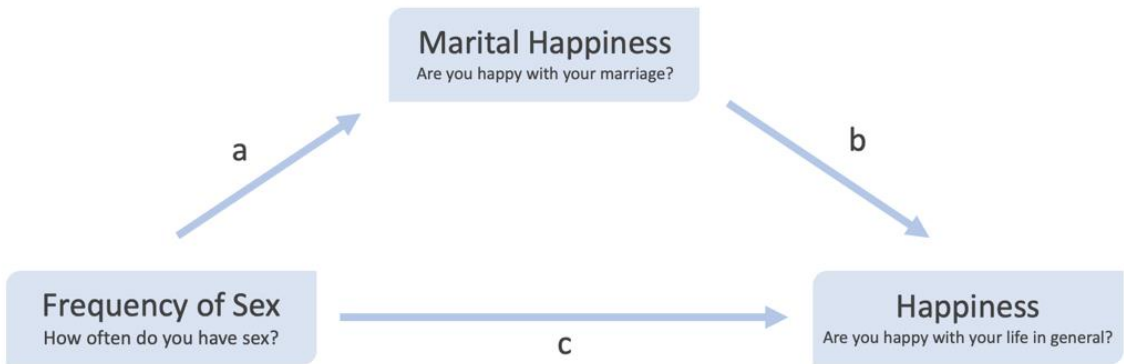 Marital Happiness
Are you happy with your marriage?
a
b
Frequency of Sex
How often do you have sex?
c
Happiness
Are you happy with your life in general?